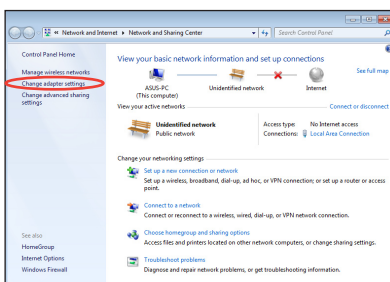 « Network and Internet ▸ Network and Sharing Center
Search Control Panel
Control Panel Home
Manage wireless networks
Change adapter settings
Change advanced sharing
settings
View your basic network information and set up connections
See full map
ASUS-PC
(This computer)
Unidentified network
Internet
View your active networks
Connect or disconnect
Unidentified network
Public network
Access type: No Internet access
Connections: Local Area Connection
Change your networking settings
Set up a new connection or network
Set up a wireless, broadband, dial-up, ad hoc, or VPN connection; or set up a router or access
point.
Connect to a network
Connect or reconnect to a wireless, wired, dial-up, or VPN network connection.
Choose homegroup and sharing options
Access files and printers located on other network computers, or change sharing settings.
Troubleshoot problems
Diagnose and repair network problems, or get troubleshooting information.
See also
HomeGroup
Internet Options
Windows Firewall